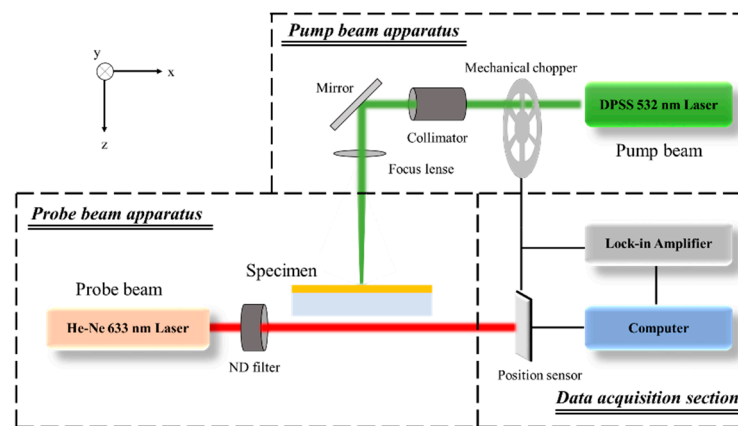 Pump beam apparatus
y
x
z
Mechanical chopper
Mirror
DPSS 532 nm Laser
Collimator
Pump beam
Focus lense
Probe beam apparatus
Lock-in Amplifier
Specimen
Probe beam
He-Ne 633 nm Laser
Computer
ND filter
Position sensor
Data acquisition section